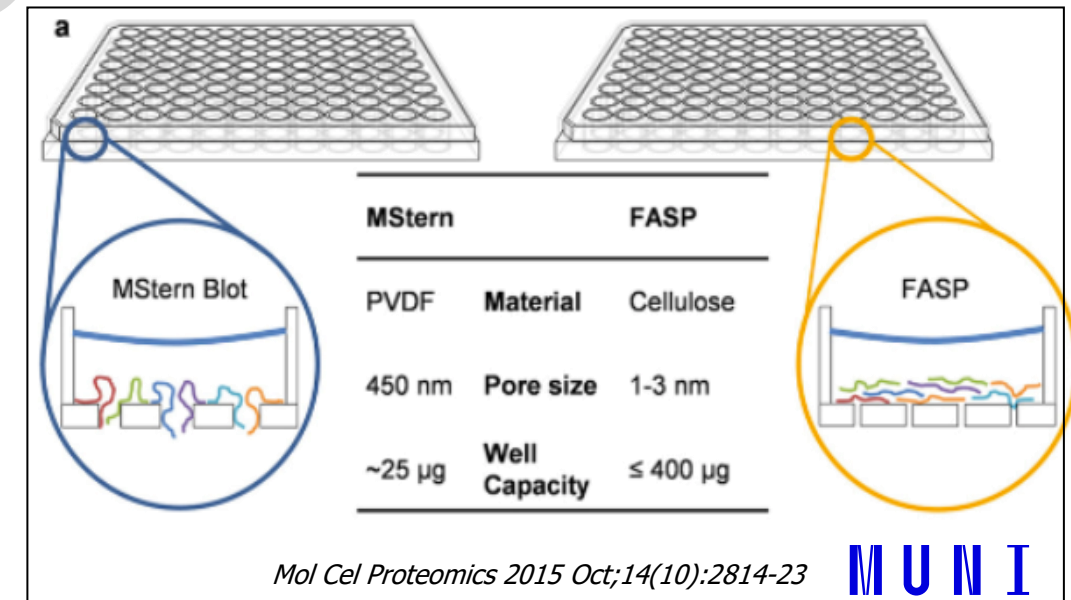 a
MStern FASP
MStern Blot
FASP
PVDF Material Cellulose
450 nm Pore size 1-3 nm
~25 µg Well Capacity ≤ 400 µg
Mol Cel Proteomics 2015 Oct;14(10):2814-23
MUNI